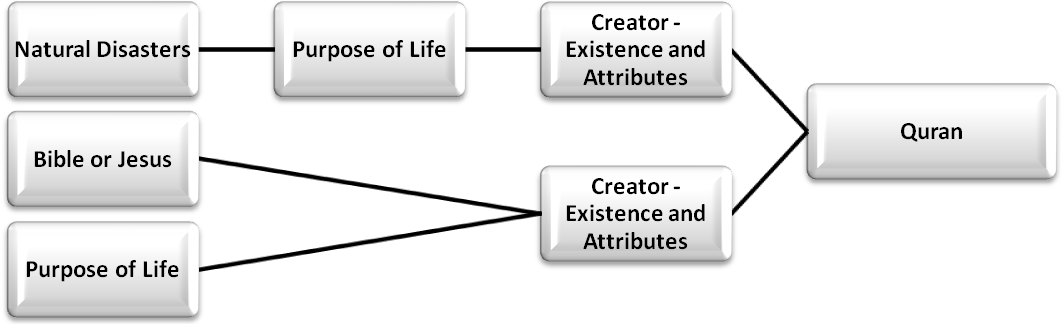 Natural Disasters
Purpose of Life
Creator -
Existence and
Attributes
Quran
Bible or Jesus
Creator -
Existence and
Attributes
Purpose of Life